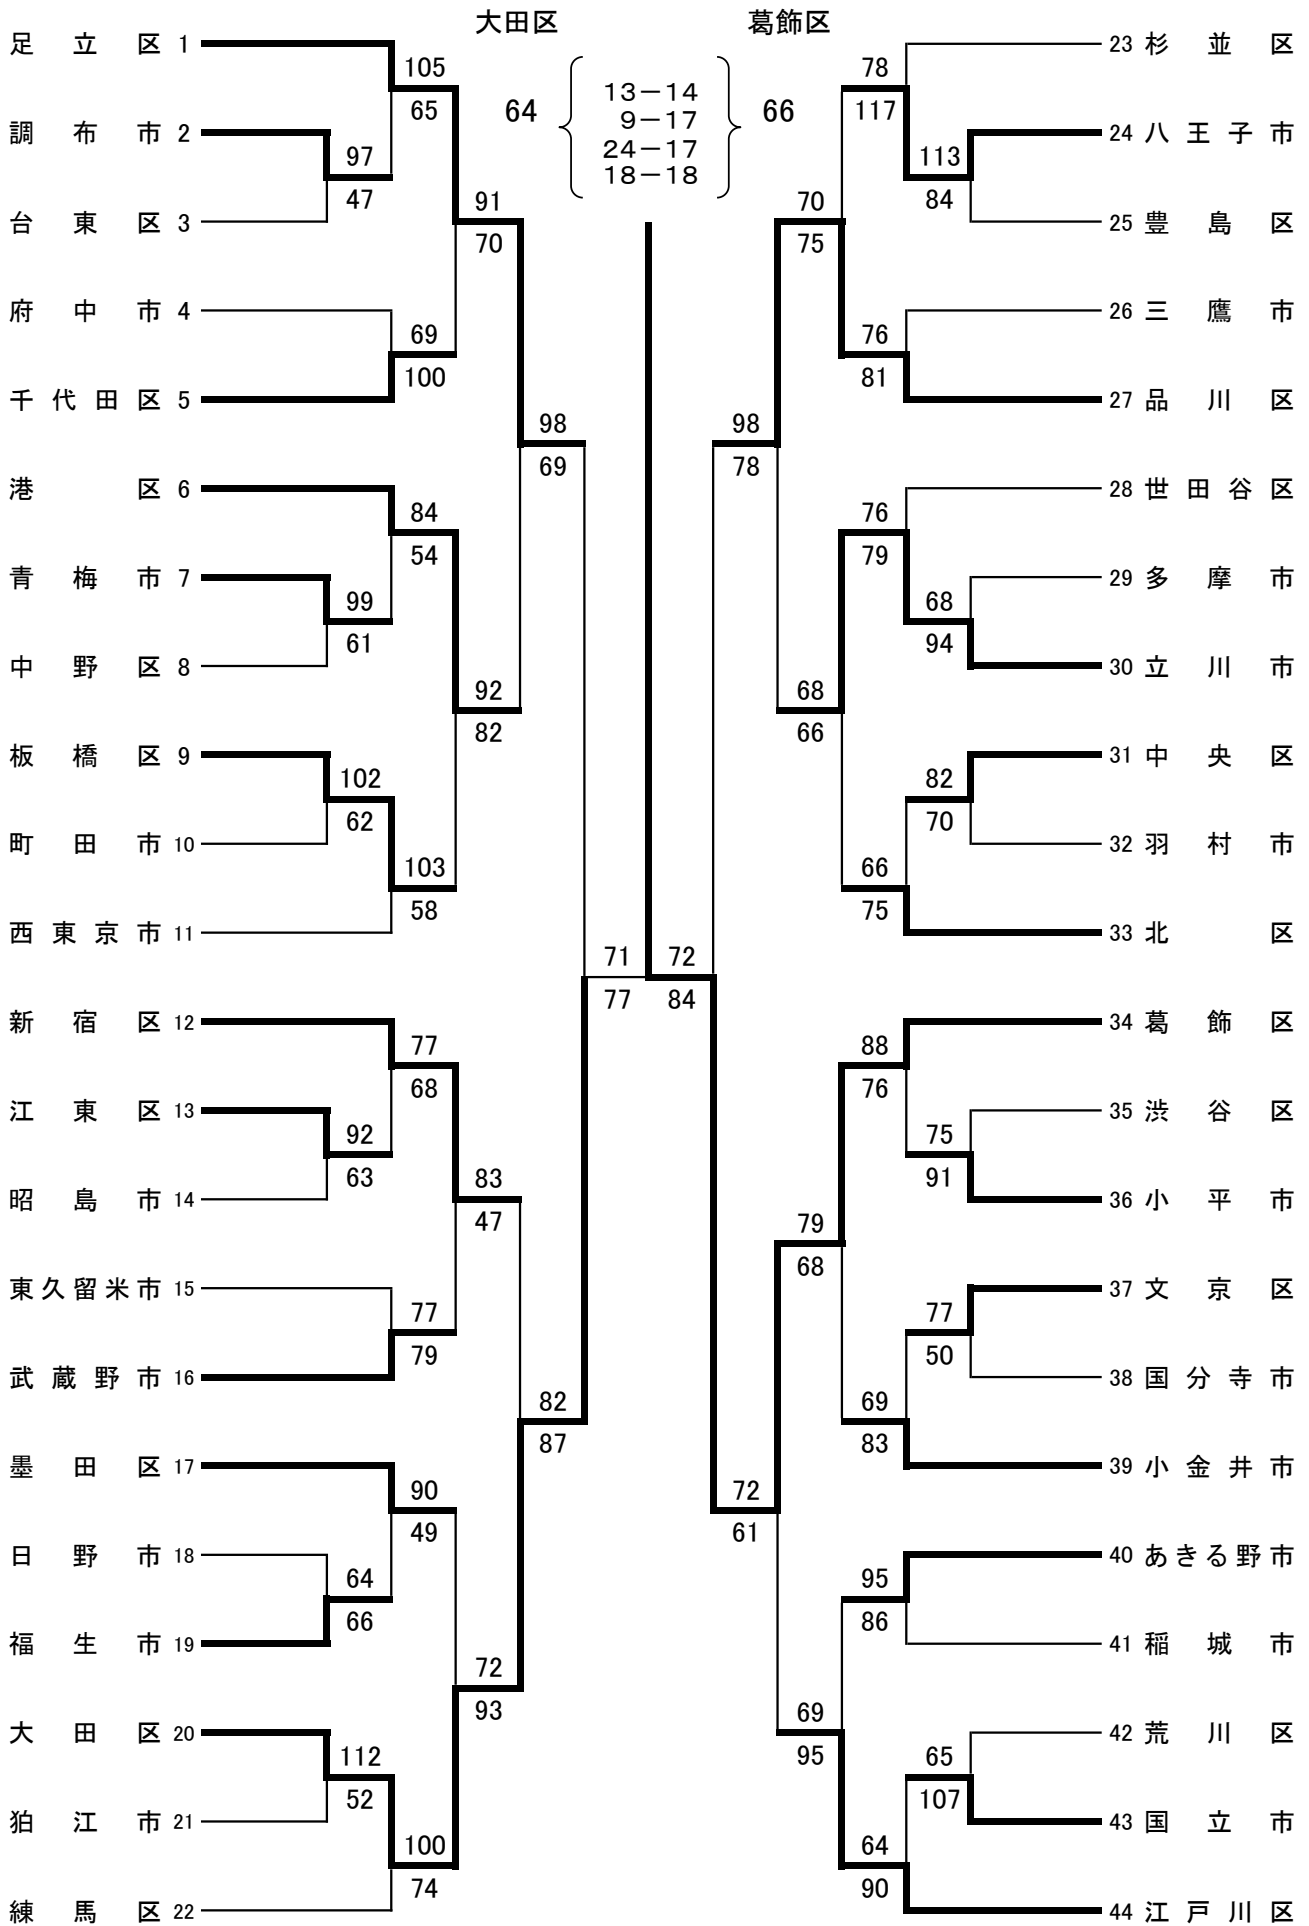 大田区 葛飾区
64 13－14 66
9－17
24－17
18－18
足立区 1
調布市 2
台東区 3
府中市 4
千代田区 5
港区 6
青梅市 7
中野区 8
板橋区 9
町田市 10
西東京市 11
新宿区 12
江東区 13
昭島市 14
東久留米市 15
武蔵野市 16
墨田区 17
日野市 18
福生市 19
大田区 20
狛江市 21
練馬区 22
97
47
99
61
102
62
92
63
64
66
112
52
105
65
69
100
84
54
103
58
77
68
77
79
90
49
100
74
91
70
92
82
83
47
72
93
98
69
82
87
71
77
72
84
98
78
72
61
70
75
68
66
79
68
69
95
78
117
76
81
76
79
66
75
88
76
69
83
95
86
64
90
113
84
68
94
82
70
75
91
77
50
65
107
23 杉並区
24 八王子市
25 豊島区
26 三鷹市
27 品川区
28 世田谷区
29 多摩市
30 立川市
31 中央区
32 羽村市
33 北区
34 葛飾区
35 渋谷区
36 小平市
37 文京区
38 国分寺市
39 小金井市
40 あきる野市
41 稲城市
42 荒川区
43 国立市
44 江戸川区